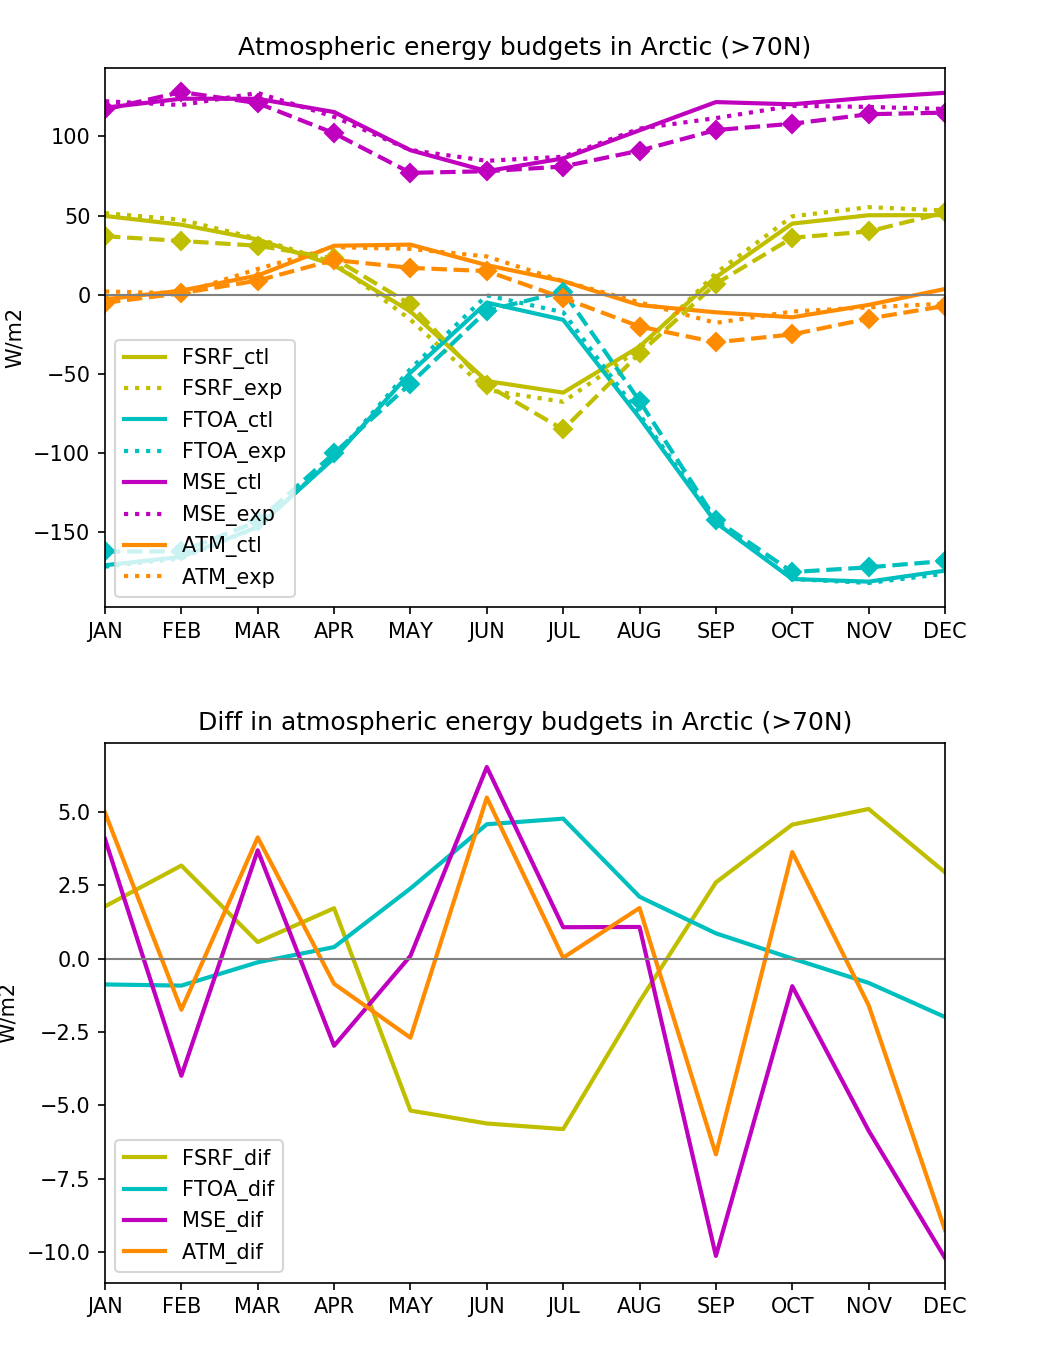 Atmospheric energy budgets in Arctic (>70N)
W/m2
100
50
0
−50
−100
−150
FSRF_ctl
FSRF_exp
FTOA_ctl
FTOA_exp
MSE_ctl
MSE_exp
ATM_ctl
ATM_exp
JAN FEB MAR APR MAY JUN JUL AUG SEP OCT NOV DEC
Diff in atmospheric energy budgets in Arctic (>70N)
W/m2
5.0
2.5
0.0
−2.5
−5.0
−7.5
−10.0
FSRF_dif
FTOA_dif
MSE_dif
ATM_dif
JAN FEB MAR APR MAY JUN JUL AUG SEP OCT NOV DEC